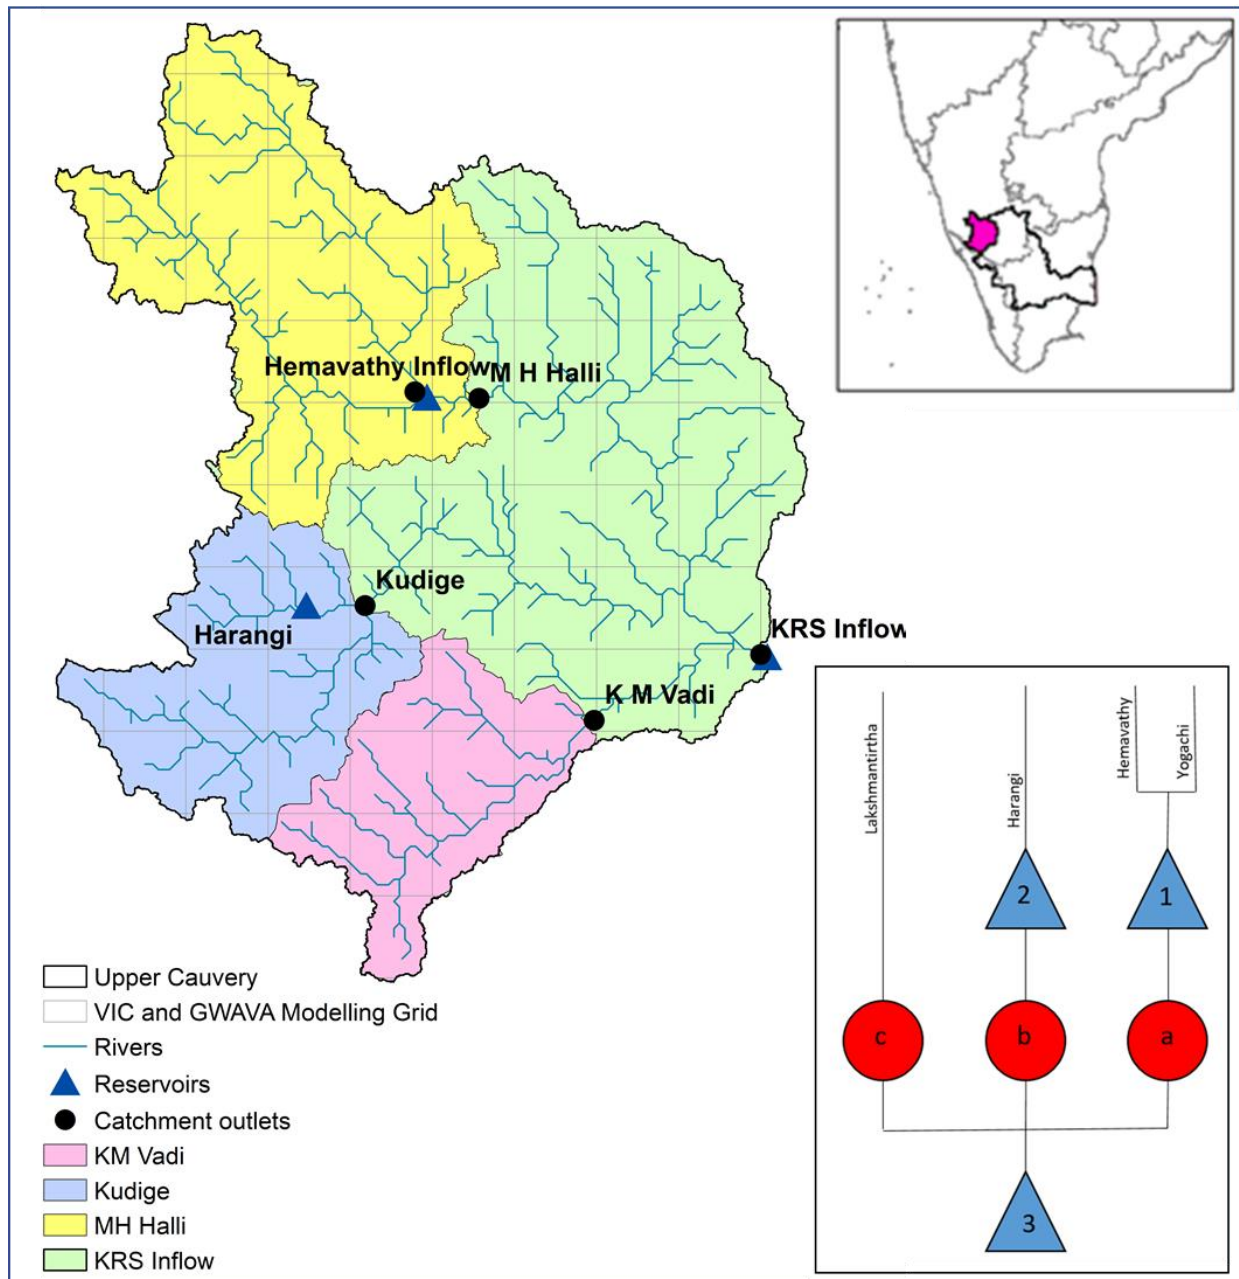 Hemavathy Inflow
M H Halli
Kudige
Harangi
KRS Inflow
K M Vadi
Upper Cauvery
VIC and GWAVA Modelling Grid
Rivers
Reservoirs
Catchment outlets
KM Vadi
Kudige
MH Halli
KRS Inflow
Lakshmantirtha
Harangi
Hemavathy
Yogachi
2
1
c
b
a
3